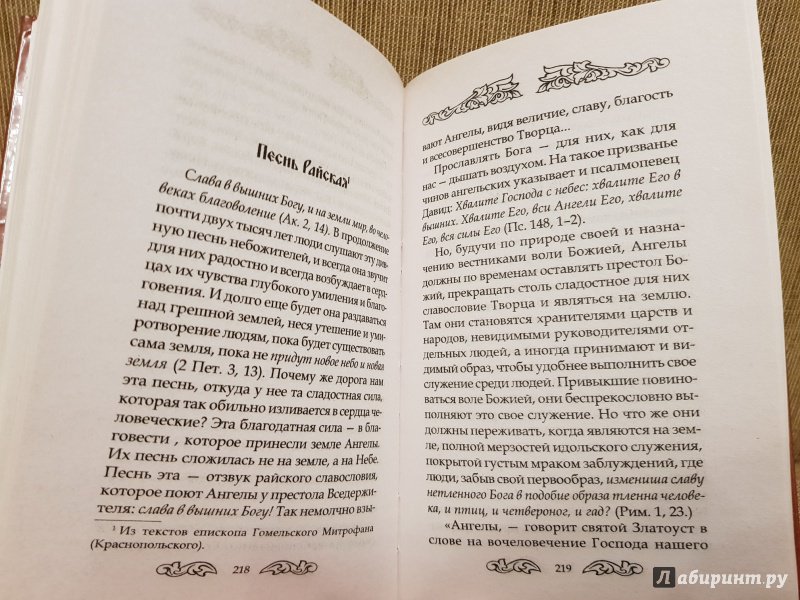 Песнь Райская¹
Слава в вышних Богу, и на земли мир, во чело-
веках благоволение (Ак. 2, 14). В продолжение
почти двух тысяч лет люди слушают эту див-
ную песнь небожителей, и всегда она звучит
для них радостно и всегда возбуждает в серд-
цах их чувства глубокого умиления и благо-
говения. И долго еще будет она раздаваться
над грешной землей, неся утешение и уми-
ротворение людям, пока будет существовать
сама земля, пока не придут новое небо и новая
земля (2 Пет. 3, 13). Почему же дорога нам
эта песнь, откуда у нее та сладостная сила,
которая так обильно изливается в сердца че-
ловеческие? Эта благодатная сила – в бла-
говести , которое принесли земле Ангелы.
Их песнь сложилась не на земле, а на Небе.
Песнь эта — отзвук райского славословия,
которое поют Ангелы у престола Вседержи-
теля: слава в вышних Богу! Так немолчно взы-
¹ Из текстов епископа Гомельского Митрофана
(Краснопольского).
218
вают Ангелы, видя величие, славу, благость
и всесовершенство Творца...
Прославлять Бога — для них, как для
нас — дышать воздухом. На такое призванье
чинов ангельских указывает и псалмопевец
Давид: Хвалите Господа с небес: хвалите Его в
вышних. Хвалите Его, вси Ангели Его, хвалите
Его, вся силы Его (Пс. 148, 1–2).
Но, будучи по природе своей и назна-
чению вестниками воли Божией, Ангелы
должны по временам оставлять престол Бо-
жий, прекращать столь сладостное для них
славословие Творца и являться на землю.
Там они становятся хранителями царств и
народов, невидимыми руководителями от-
дельных людей, а иногда принимают и ви-
димый образ, чтобы удобнее выполнить свое
служение среди людей. Привыкшие повино-
ваться воле Божией, они беспрекословно вы-
полняют это свое служение. Но что же они
должны переживать, когда являются на зем-
ле, полной мерзостей идольского служения,
покрытой густым мраком заблуждений, где
люди, забыв свой первообраз, измениша славу
нетленного Бога в подобие образа тленна челове-
ка, и птиц, и четвероног, и гад? (Рим. 1, 23.)
“Ангелы, — говорит святой Златоуст в
слове на вочеловечение Господа нашего
219
Лабиринт.ру